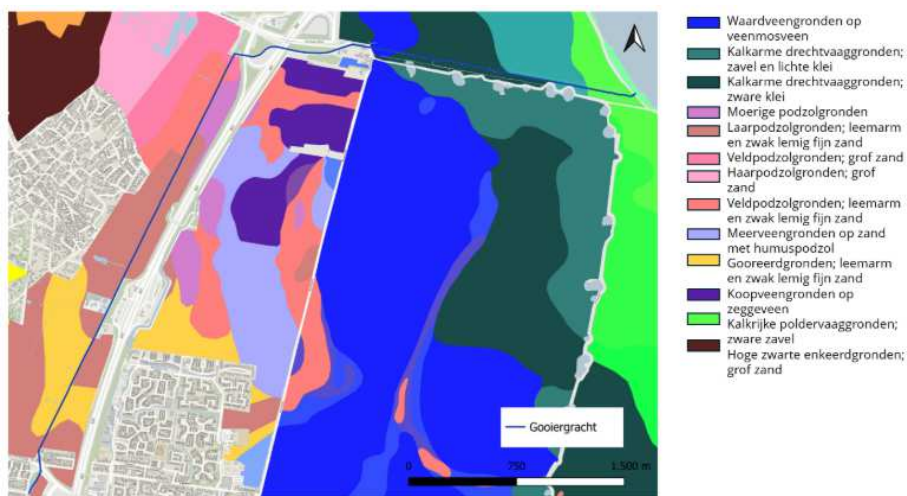 Waardveengronden op
veenmosveen
Kalkarme drechtvaaggronden;
zavel en lichte klei
Kalkarme drechtvaaggronden;
zware klei
Moerige podzolgronden
Laarpodzolgronden; leemarm
en zwak lemig fijn zand
Veldpodzolgronden; grof zand
Haarpodzolgronden; grof
zand
Veldpodzolgronden; leemarm
en zwak lemig fijn zand
Meerveengronden op zand
met humuspodzol
Gooreerdgronden; leemarm
en zwak lemig fijn zand
Koopveengronden op
zeggeveen
Kalkrijke poldervaaggronden;
zware zavel
Hoge zwarte enkeerdgronden;
grof zand
Gooiergracht
0 750 1.500 m